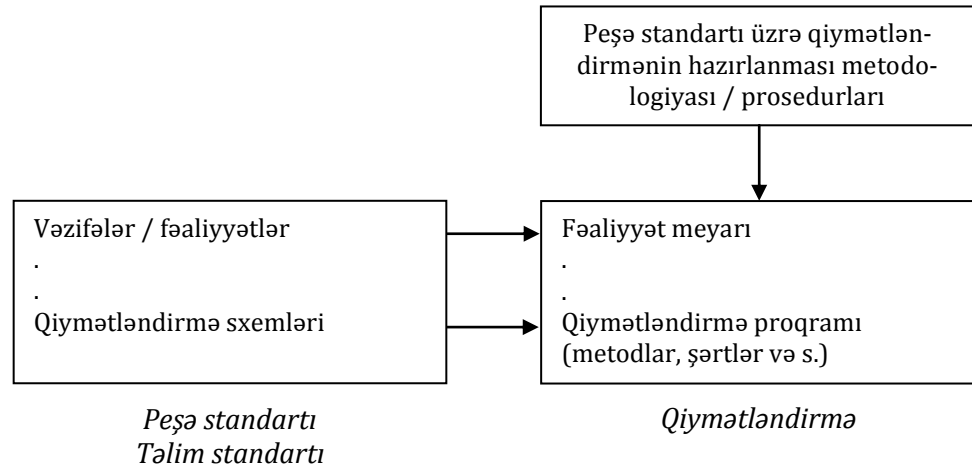 Peşə standartı üzrə qiymətlən-
dirmənin hazırlanması metodo-
logiyası / prosedurları
Vəzifələr / fəaliyyətlər
.
.
Qiymətləndirmə sxemləri
Fəaliyyət meyarı
.
.
Qiymətləndirmə proqramı
(metodlar, şərtlər və s.)
Peşə standartı
Təlim standartı
Qiymətləndirmə